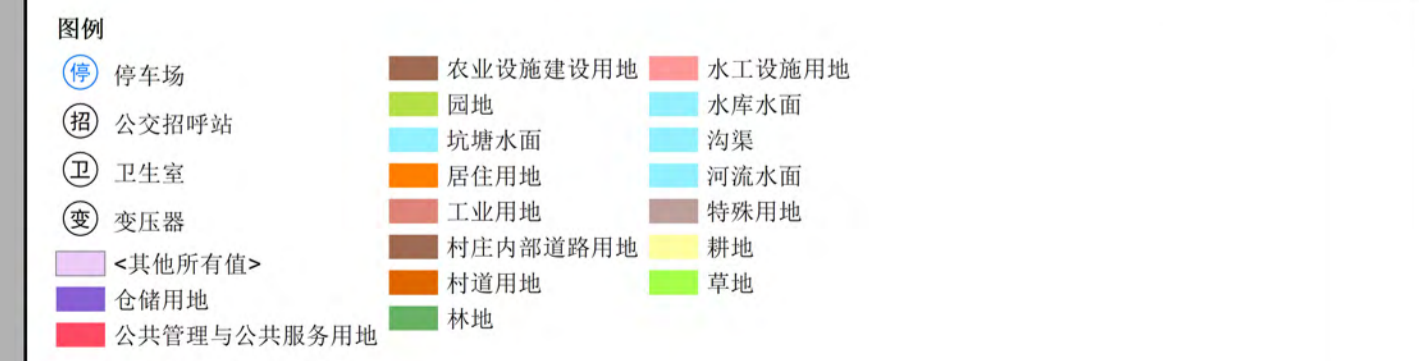 图例
停 停车场
招 公交招呼站
卫 卫生室
变 变压器
<其他所有值>
仓储用地
公共管理与公共服务用地
农业设施建设用地
园地
坑塘水面
居住用地
工业用地
村庄内部道路用地
村道用地
林地
水工设施用地
水库水面
沟渠
河流水面
特殊用地
耕地
草地